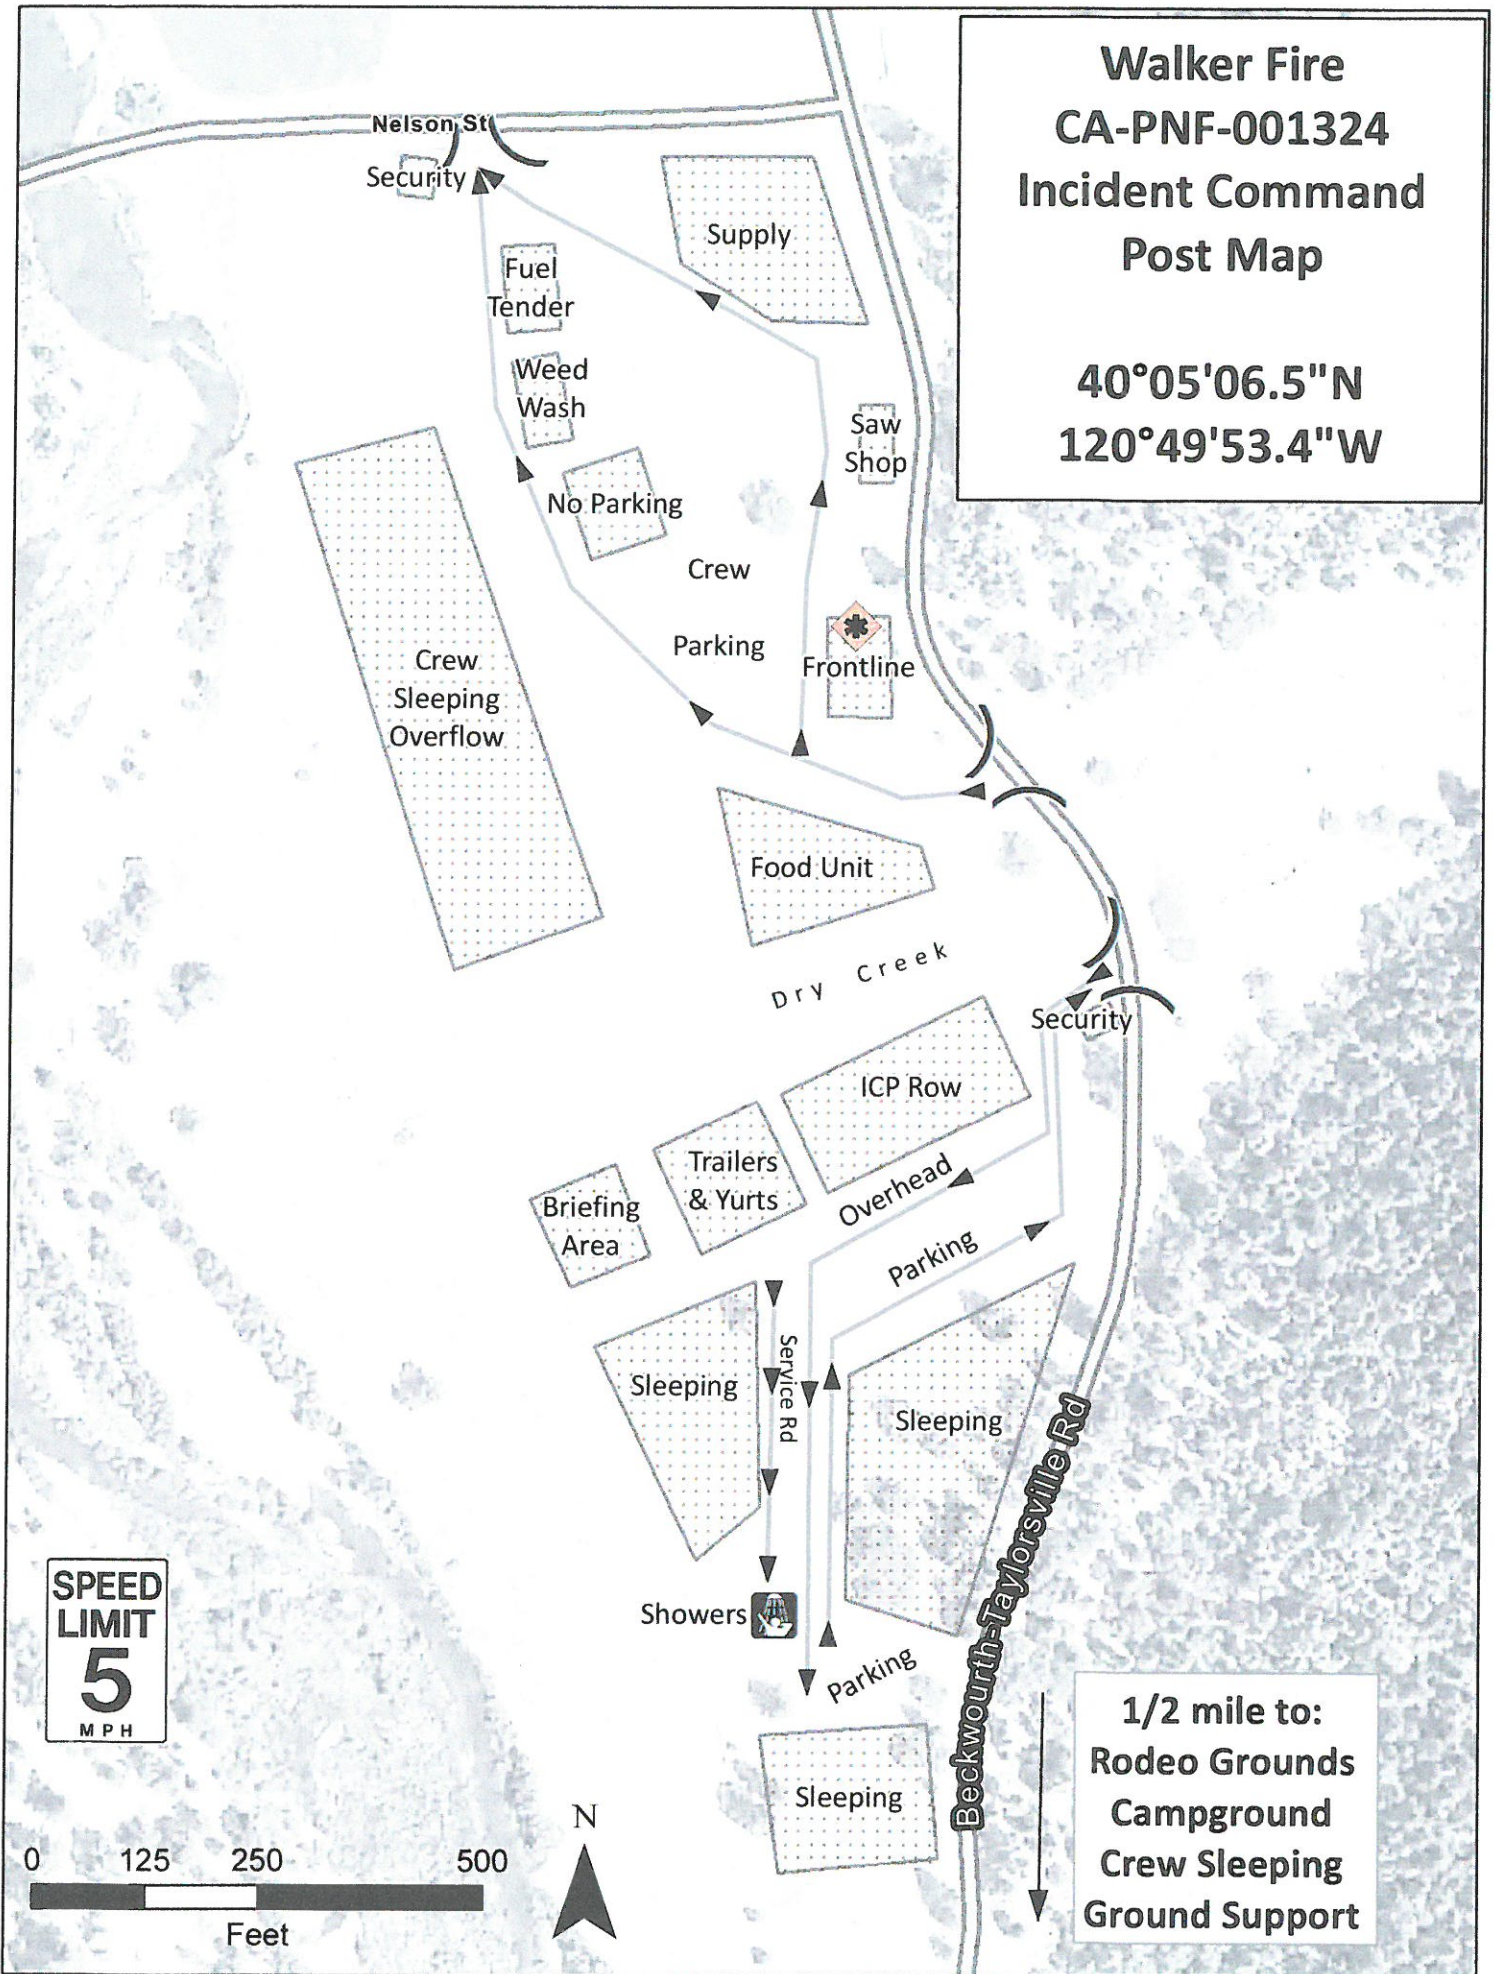 Walker Fire
CA-PNF-001324
Incident Command
Post Map
40°05'06.5"N
120°49'53.4"W
Nelson St
Security
Supply
Fuel
Tender
Weed
Wash
Saw
Shop
No Parking
Crew
Parking
Frontline
Crew
Sleeping
Overflow
Food Unit
Dry Creek
Security
ICP Row
Trailers
& Yurts
Overhead
Parking
Briefing
Area
Service Rd
Sleeping
Sleeping
Beckwourth-Taylorsville Rd
Showers
Parking
Sleeping
SPEED
LIMIT
5
MPH
1/2 mile to:
Rodeo Grounds
Campground
Crew Sleeping
Ground Support
N
0 125 250 500
Feet